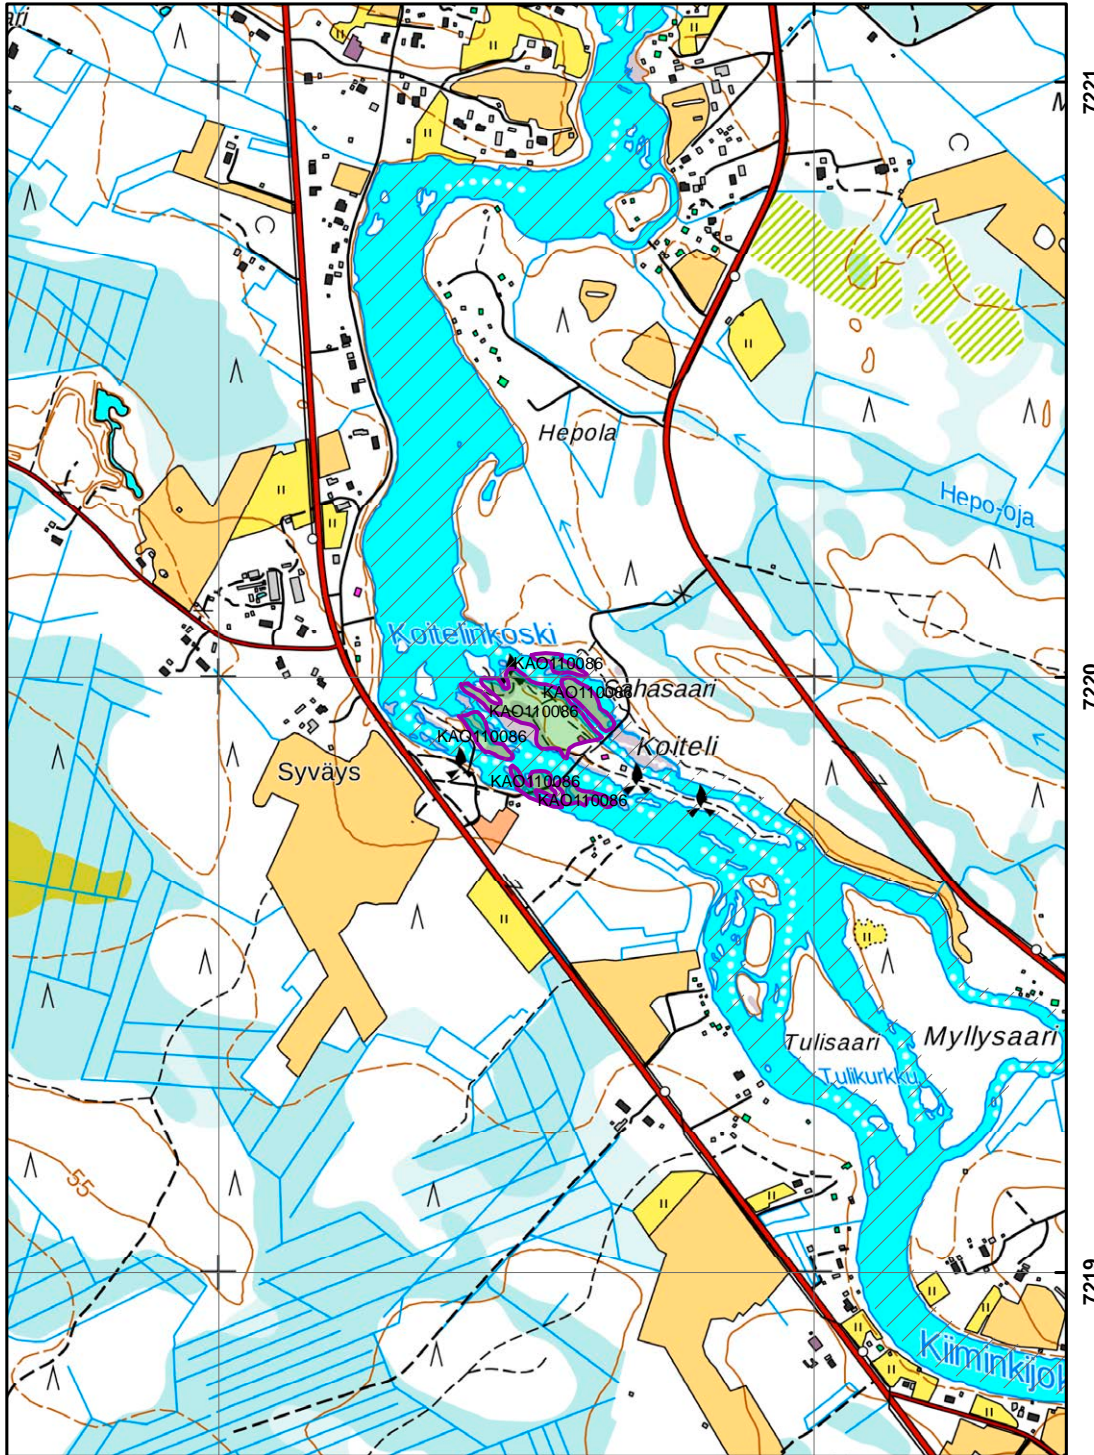 ari
7221
M
Hepola
Hepo-oja
Koitelinkoski
KAO110086
7220
Sahasaari
KAO110086
KAO110086
KAO110086
Koiteli
Syväys
KAO110086
KAO110086
Tulisaari
Myllysaari
Tulikurkku
55
7219
Kiiminkijok